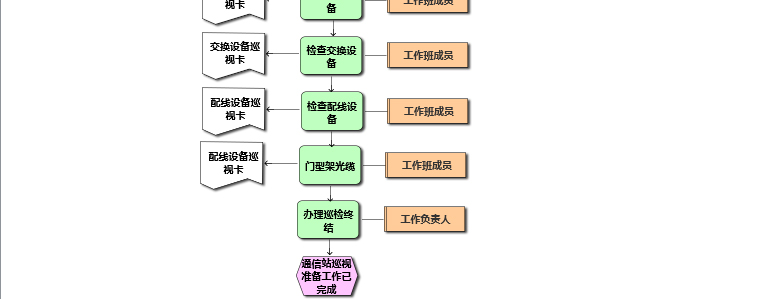 视卡
备
工作班成员
交换设备巡
视卡
检查交换设
备
工作班成员
配线设备巡
视卡
检查配线设
备
工作班成员
配线设备巡
视卡
门型架光缆
工作班成员
办理巡检终
结
工作负责人
通信站巡视
准备工作已
完成